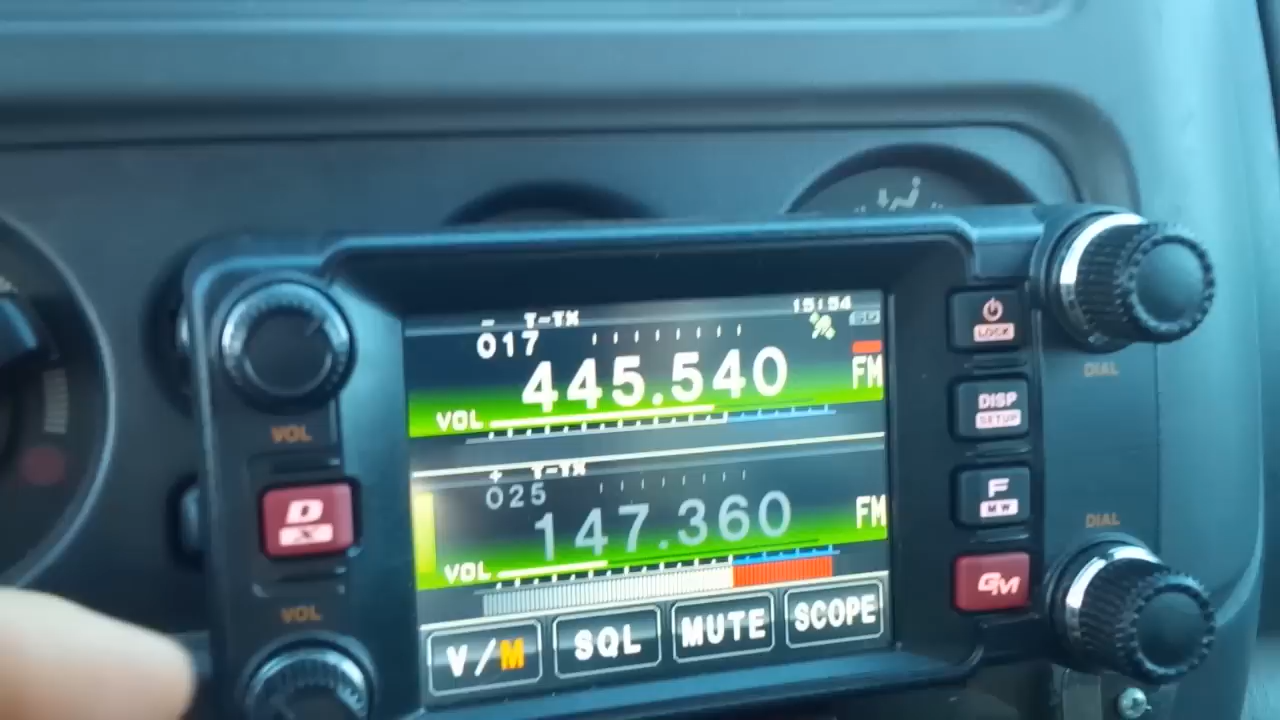 15:54
- T-TX
017
445.540 FM
VOL
+ T-TX
025
147.360 FM
VOL
V/M SQL MUTE SCOPE
VOL
D
X
VOL
LOCK
DISP
SETUP
F
MW
GM
DIAL
DIAL